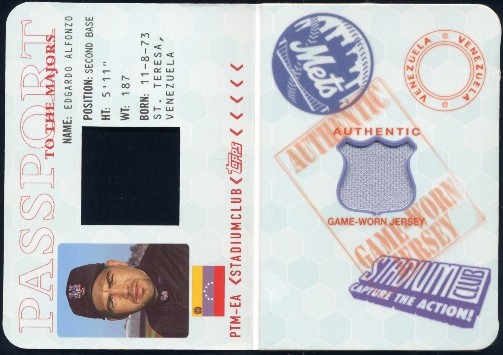 PASSPORT
TO THE MAJORS
NAME: EDGARDO ALFONZO
POSITION: SECOND BASE
HT: 5'11"
WT: 187
BORN: 11-8-73
ST. TERESA,
VENEZUELA
PTM-EA <STADIUMCLUB <TOPPS <<<<<<
Mets
VENEZUELA
VENEZUELA
AUTHENTIC
AUTHENTIC
GAME-WORN JERSEY
GAME-WORN
JERSEY
STADIUM
CLUB
CAPTURE THE ACTION!